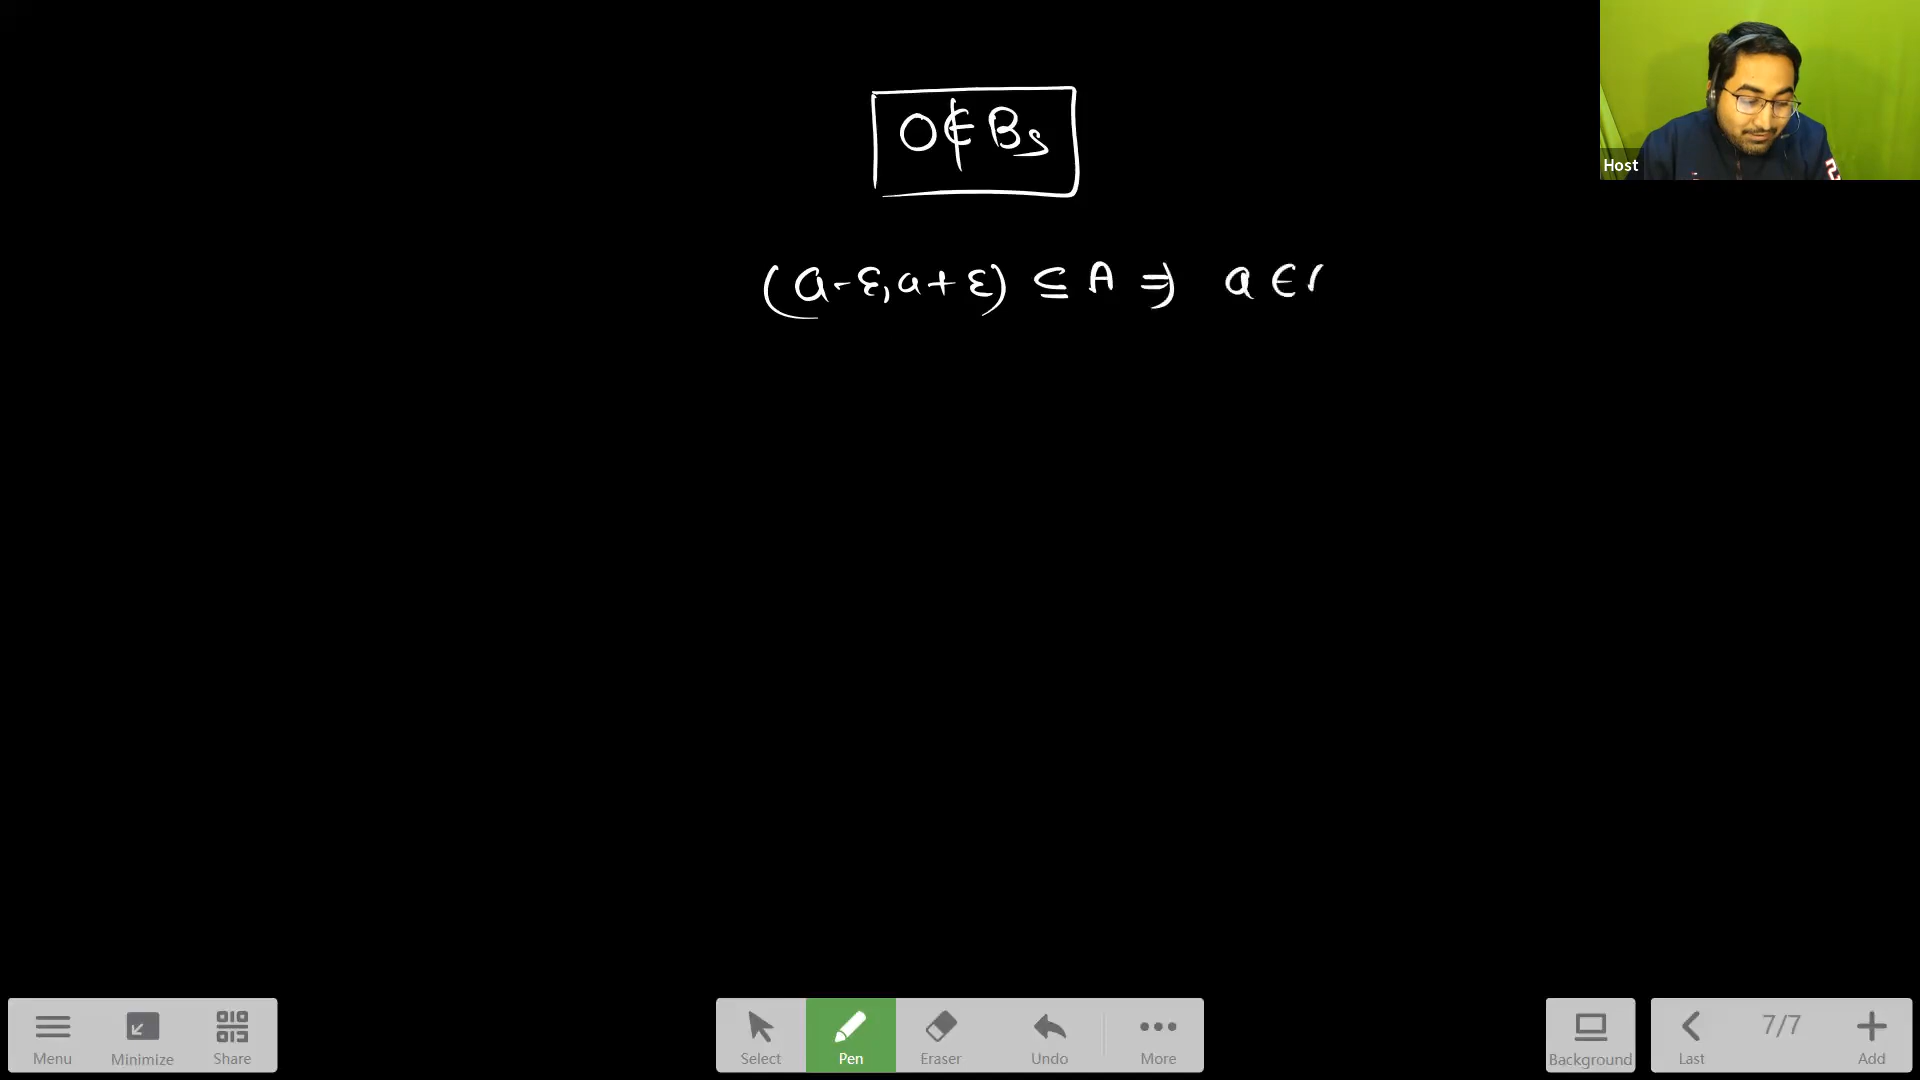 O∉Bs
(a-ε,a+ε) ⊆ A ⇒ a ∈
Host
Menu
Minimize
Share
Select
Pen
Eraser
Undo
More
Background
Last
7/7
Add